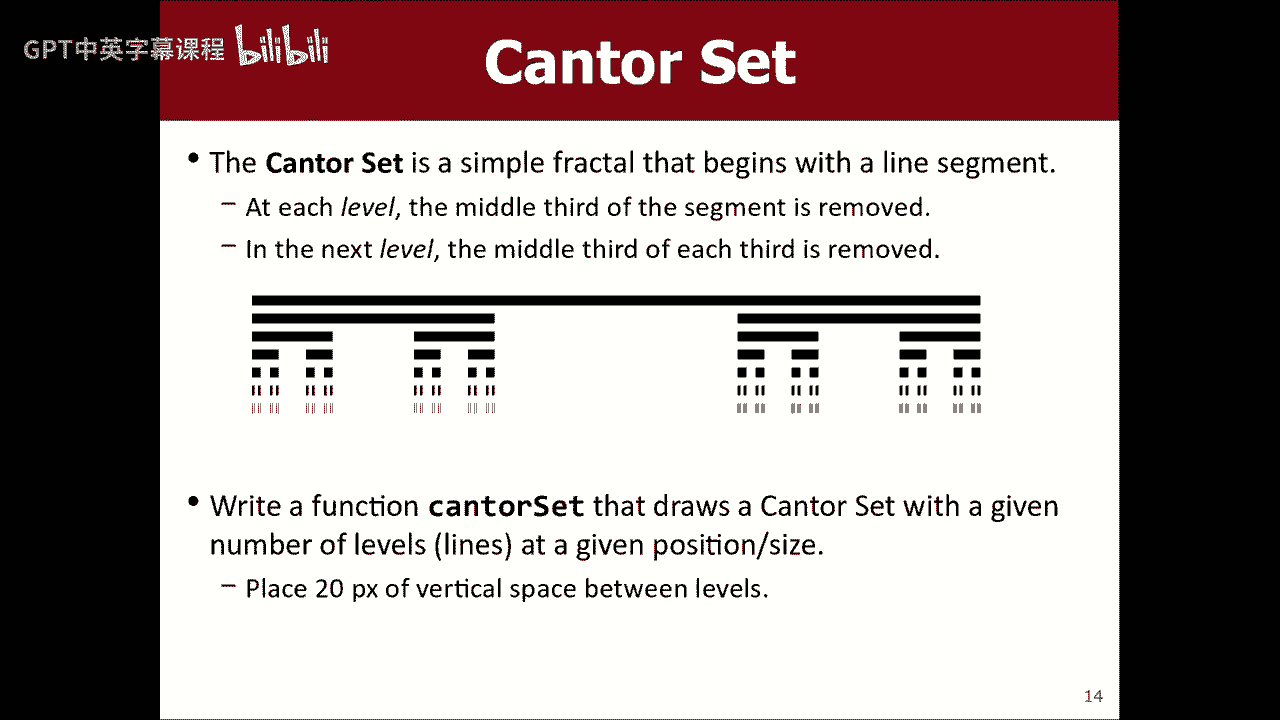 GPT中英字幕课程 bilibili
Cantor Set
• The Cantor Set is a simple fractal that begins with a line segment.
– At each level, the middle third of the segment is removed.
– In the next level, the middle third of each third is removed.
• Write a function cantorSet that draws a Cantor Set with a given
number of levels (lines) at a given position/size.
– Place 20 px of vertical space between levels.
14